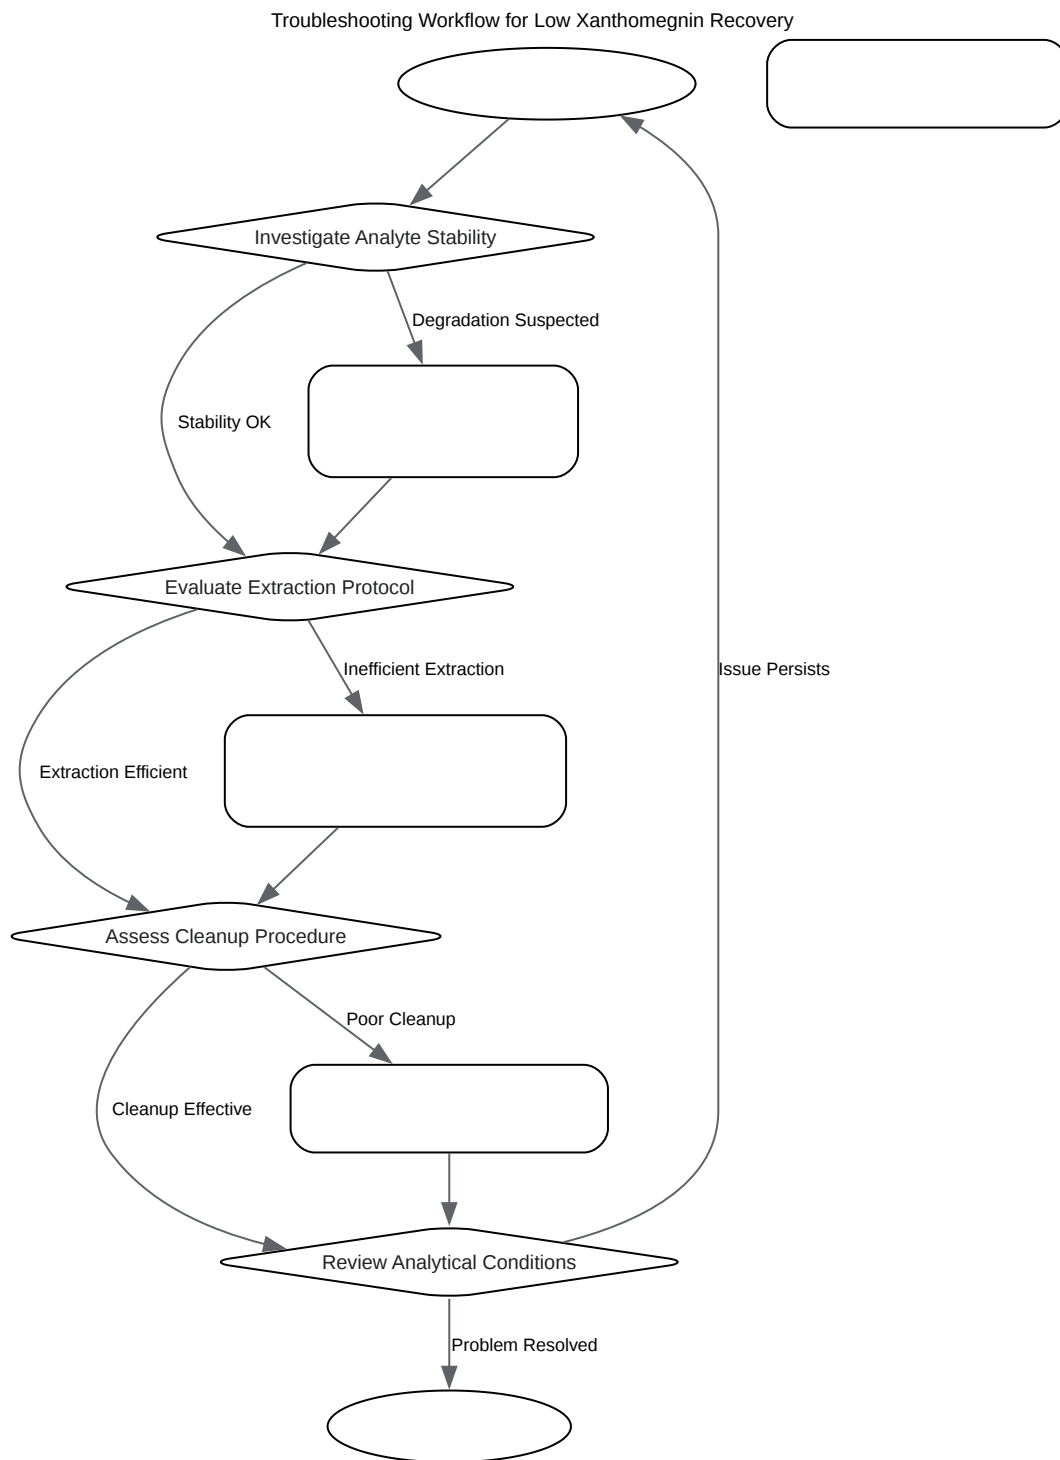 Troubleshooting Workflow for Low Xanthomegnin Recovery
Investigate Analyte Stability
Degradation Suspected
Stability OK
Evaluate Extraction Protocol
Inefficient Extraction
Issue Persists
Extraction Efficient
Assess Cleanup Procedure
Poor Cleanup
Cleanup Effective
Review Analytical Conditions
Problem Resolved